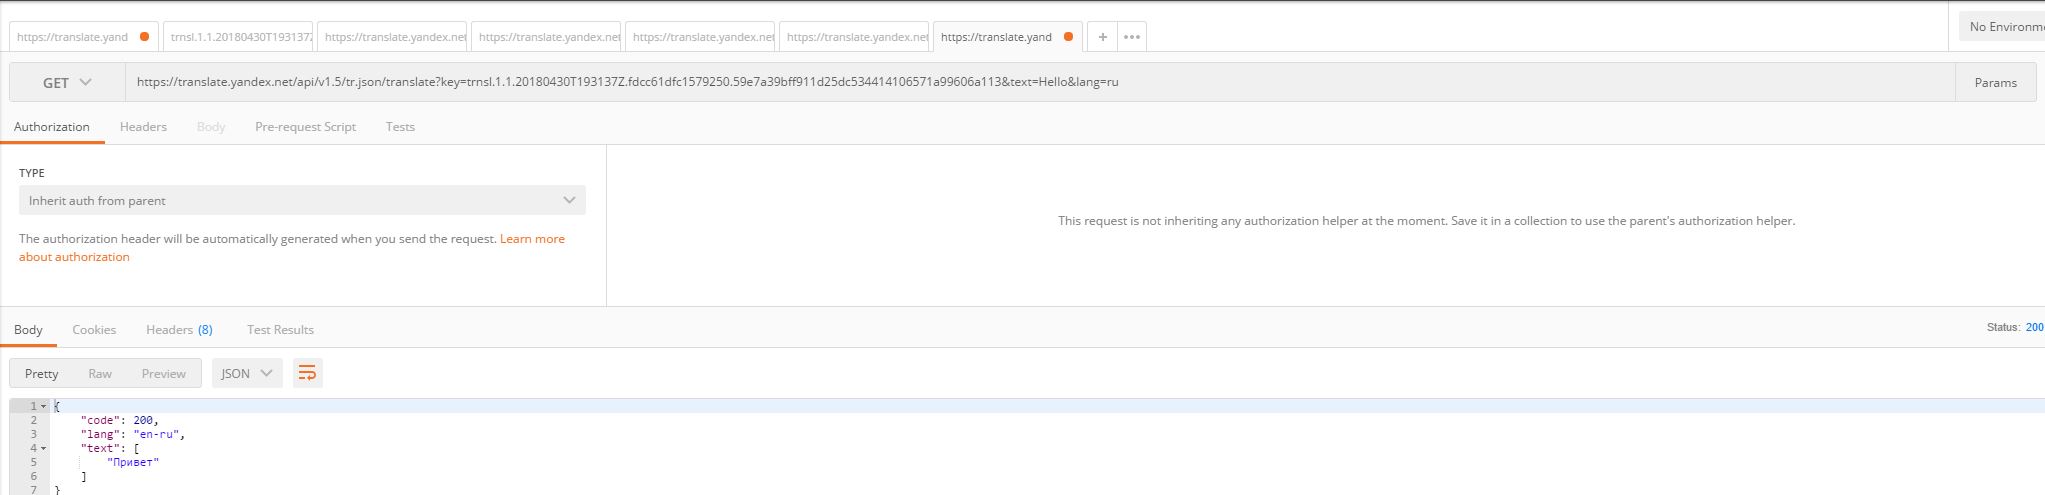 https://translate.yand trnsl.1.1.20180430T193137Z https://translate.yandex.net https://translate.yandex.net https://translate.yandex.net https://translate.yandex.net https://translate.yand + ••• No Environme
GET https://translate.yandex.net/api/v1.5/tr.json/translate?key=trnsl.1.1.20180430T193137Z.fdcc61dfc1579250.59e7a39bff911d25dc534414106571a99606a113&text=Hello&lang=ru Params
Authorization Headers Body Pre-request Script Tests
TYPE
Inherit auth from parent
This request is not inheriting any authorization helper at the moment. Save it in a collection to use the parent's authorization helper.
The authorization header will be automatically generated when you send the request. Learn more
about authorization
Body Cookies Headers (8) Test Results Status: 200
Pretty Raw Preview JSON
1 {
2 "code": 200,
3 "lang": "en-ru",
4 "text": [
5 "Привет"
6 ]
7 }